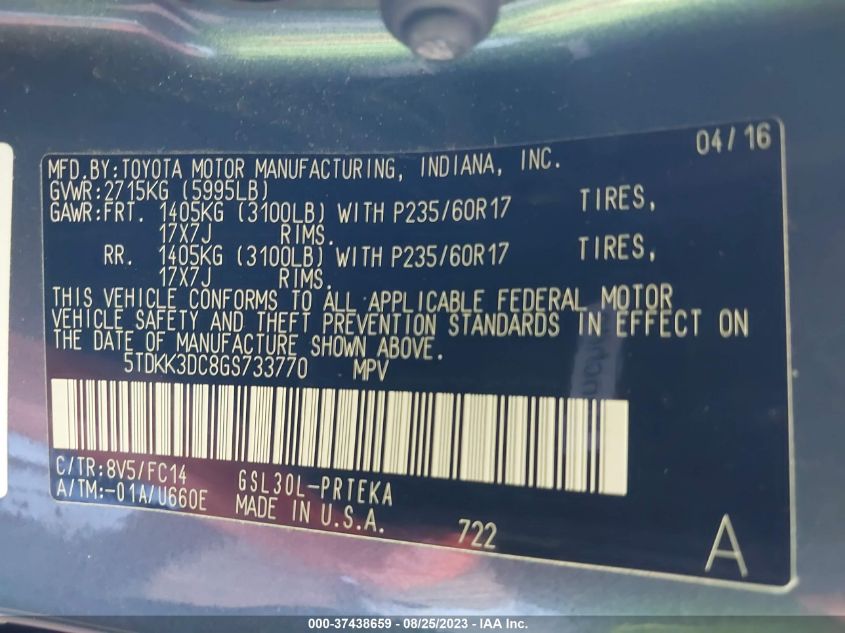 04/16
MFD.BY:TOYOTA MOTOR MANUFACTURING, INDIANA, INC.
GVWR:2715KG (5995LB)
GAWR:FRT. 1405KG (3100LB) WITH P235/60R17 TIRES,
17X7J RIMS.
RR. 1405KG (3100LB) WITH P235/60R17 TIRES,
17X7J RIMS.
THIS VEHICLE CONFORMS TO ALL APPLICABLE FEDERAL MOTOR
VEHICLE SAFETY AND THEFT PREVENTION STANDARDS IN EFFECT ON
THE DATE OF MANUFACTURE SHOWN ABOVE.
5TDKK3DC8GS733770 MPV
C/TR:8V5/FC14 GSL30L-PRTEKA
A/TM:-01A/U660E MADE IN U.S.A.
722 A
000-37438659 - 08/25/2023 - IAA Inc.